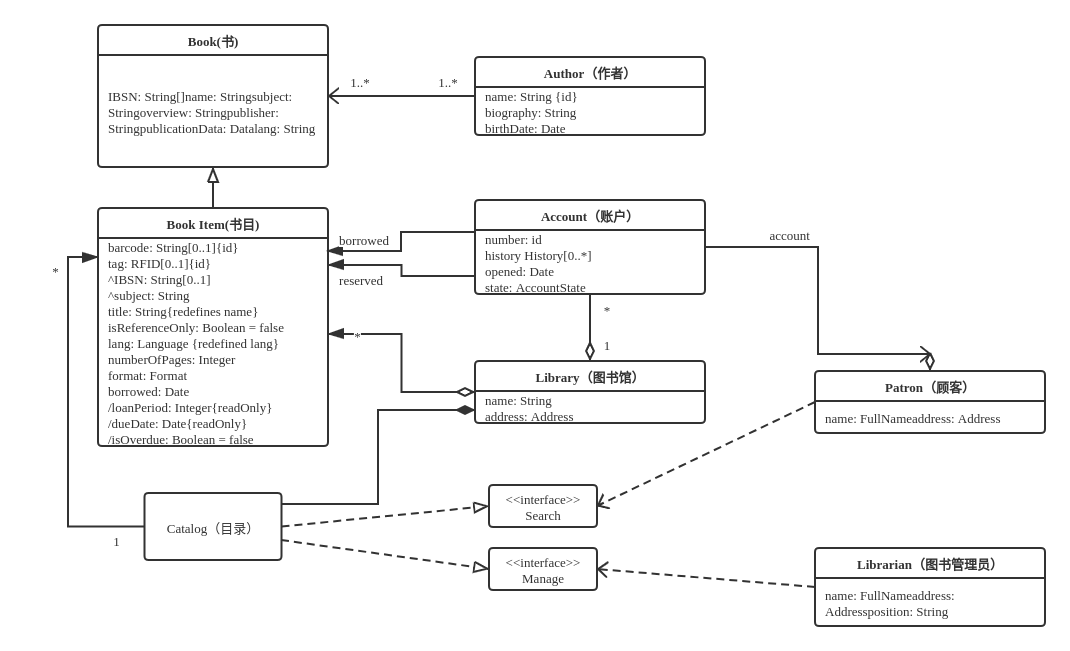 Book(书)
IBSN: String[]name: Stringsubject:
Stringoverview: Stringpublisher:
StringpublicationData: Datalang: String
1..*
1..*
Author（作者）
name: String {id}
biography: String
birthDate: Date
Book Item(书目)
barcode: String[0..1]{id}
tag: RFID[0..1]{id}
^IBSN: String[0..1]
^subject: String
title: String{redefines name}
isReferenceOnly: Boolean = false
lang: Language {redefined lang}
numberOfPages: Integer
format: Format
borrowed: Date
/loanPeriod: Integer{readOnly}
/dueDate: Date{readOnly}
/isOverdue: Boolean = false
borrowed
reserved
Account（账户）
number: id
history History[0..*]
opened: Date
state: AccountState
account
*
*
1
*
Library（图书馆）
name: String
address: Address
Patron（顾客）
name: FullNameaddress: Address
Catalog（目录）
1
<<interface>>
Search
<<interface>>
Manage
Librarian（图书管理员）
name: FullNameaddress:
Addressposition: String